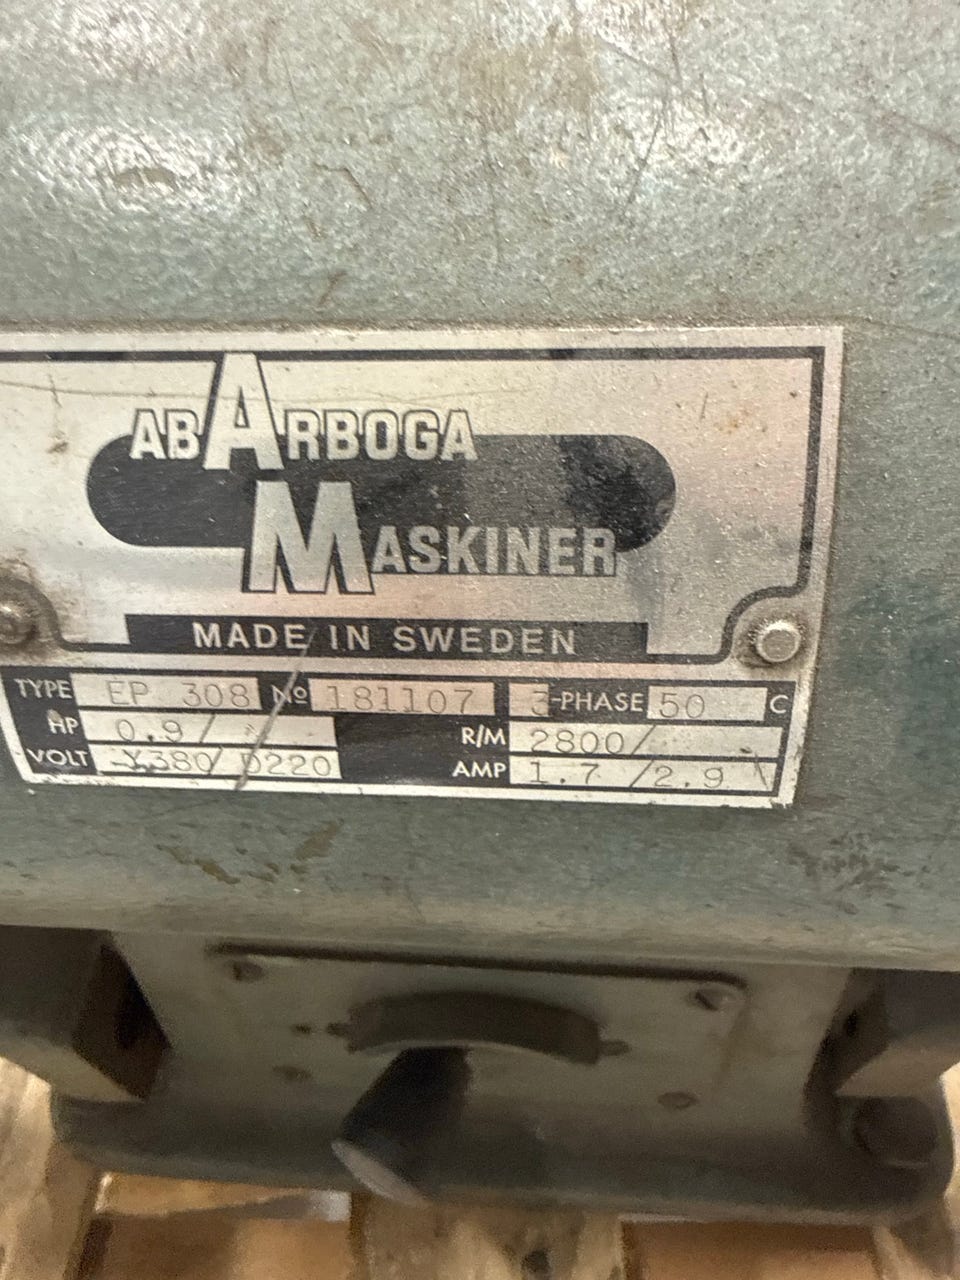 AB ARBOGA
MASKINER
MADE IN SWEDEN
TYPE EP 308 No 181107 3-PHASE 50 C
HP 0.9/ R/M 2800/
VOLT Y380/ D220 AMP 1.7 /2.9